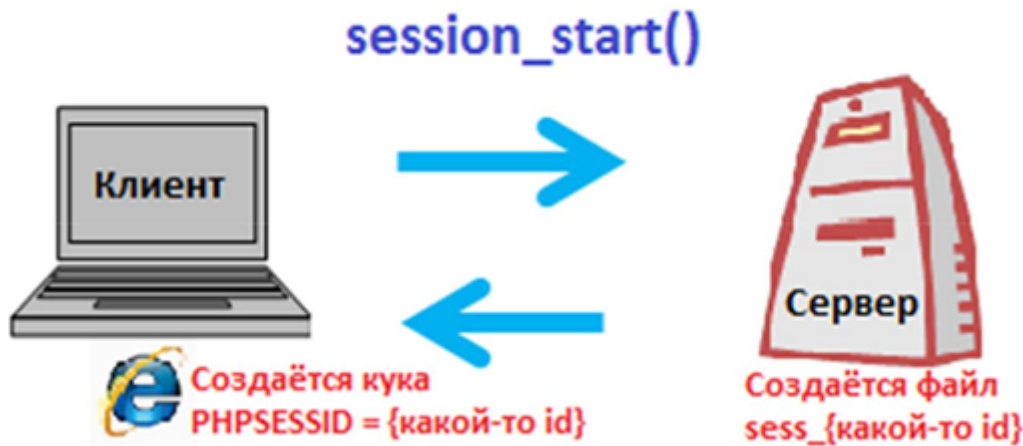 session_start()
Клиент
Сервер
Создаётся кука
PHPSESSID = {какой-то id}
Создаётся файл
sess_{какой-то id}